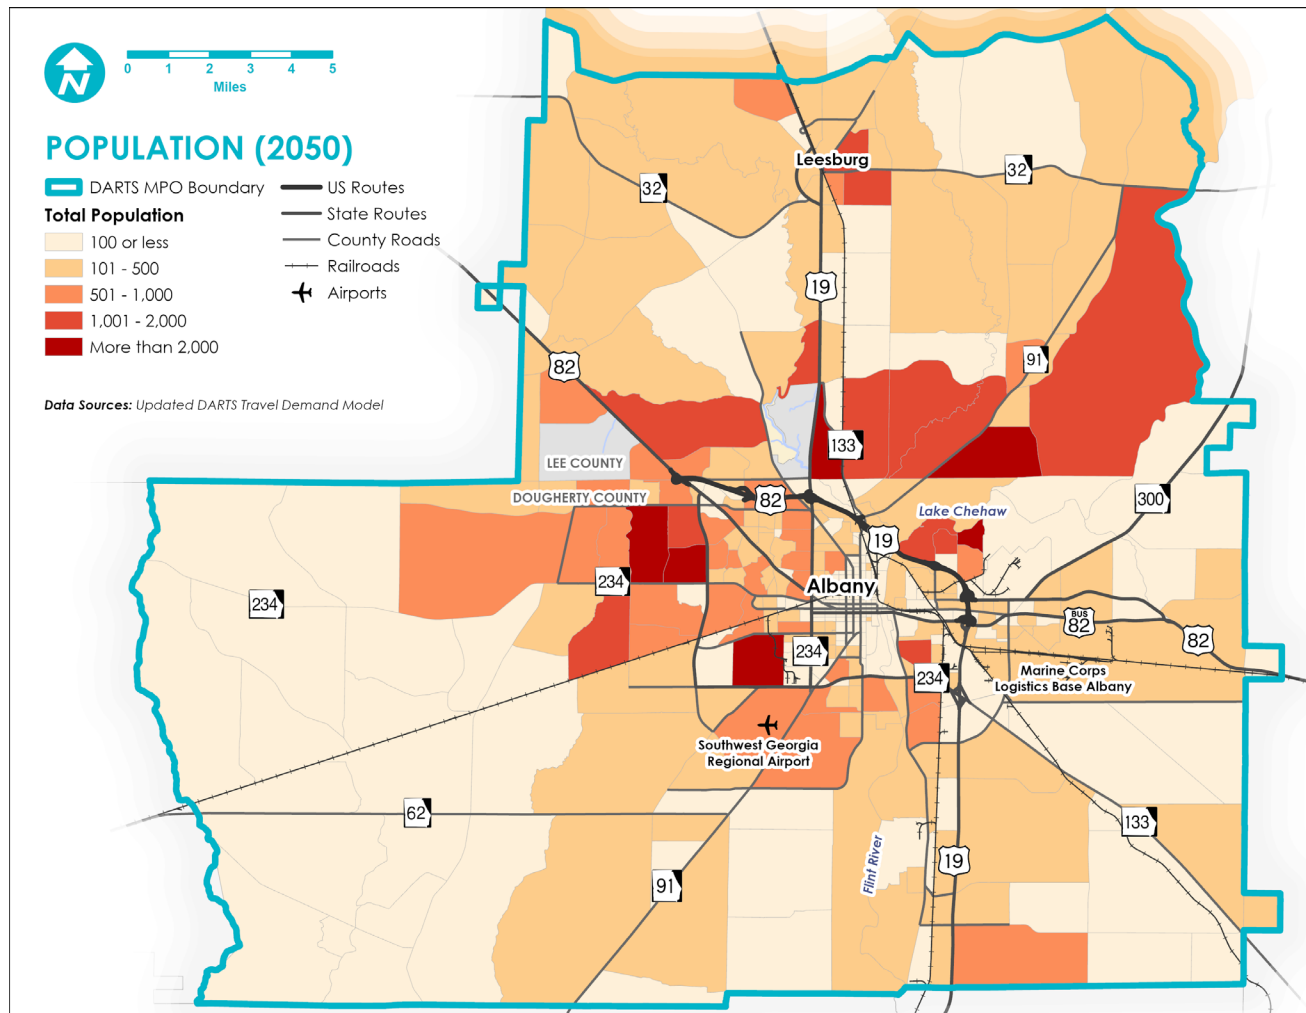 N
0 1 2 3 4 5
Miles
POPULATION (2050)
DARTS MPO Boundary
Total Population
100 or less
101 - 500
501 - 1,000
1,001 - 2,000
More than 2,000
US Routes
State Routes
County Roads
Railroads
Airports
Data Sources: Updated DARTS Travel Demand Model
Leesburg
32
32
19
82
91
133
LEE COUNTY
DOUGHERTY COUNTY
82
300
Lake Chehaw
19
234
234
Albany
BUS
82
82
234
234
Marine Corps
Logistics Base Albany
Southwest Georgia
Regional Airport
62
133
Flint River
19
91